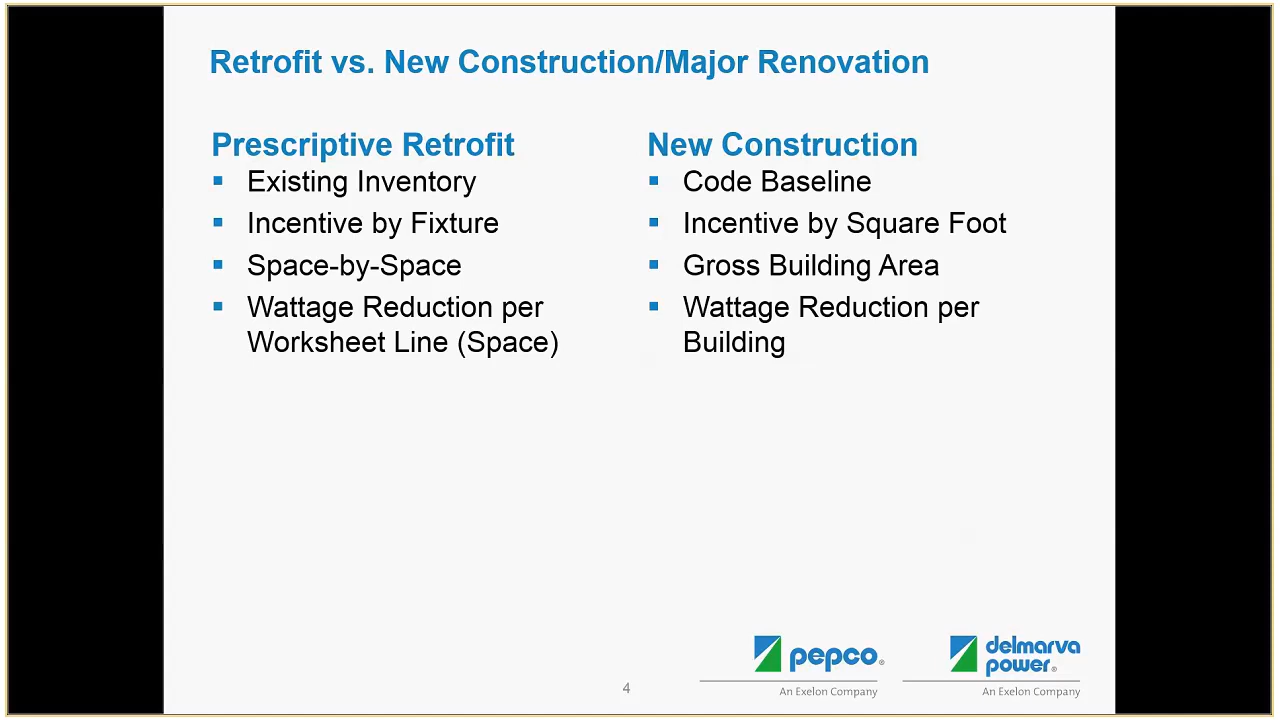 Retrofit vs. New Construction/Major Renovation
Prescriptive Retrofit
Existing Inventory
Incentive by Fixture
Space-by-Space
Wattage Reduction per
Worksheet Line (Space)
New Construction
Code Baseline
Incentive by Square Foot
Gross Building Area
Wattage Reduction per
Building
pepco®
An Exelon Company
delmarva
power®
An Exelon Company
4